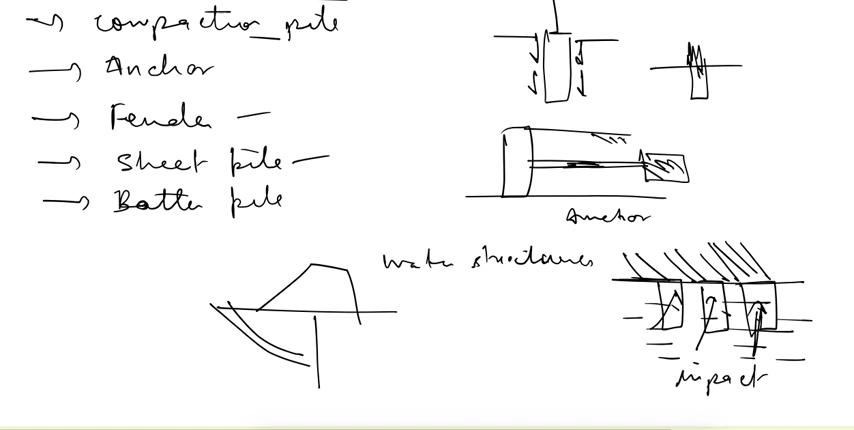 → compaction pile
→ Anchor
→ Fender —
→ Sheet pile —
→ Batter pile
Anchor
water structures
impact